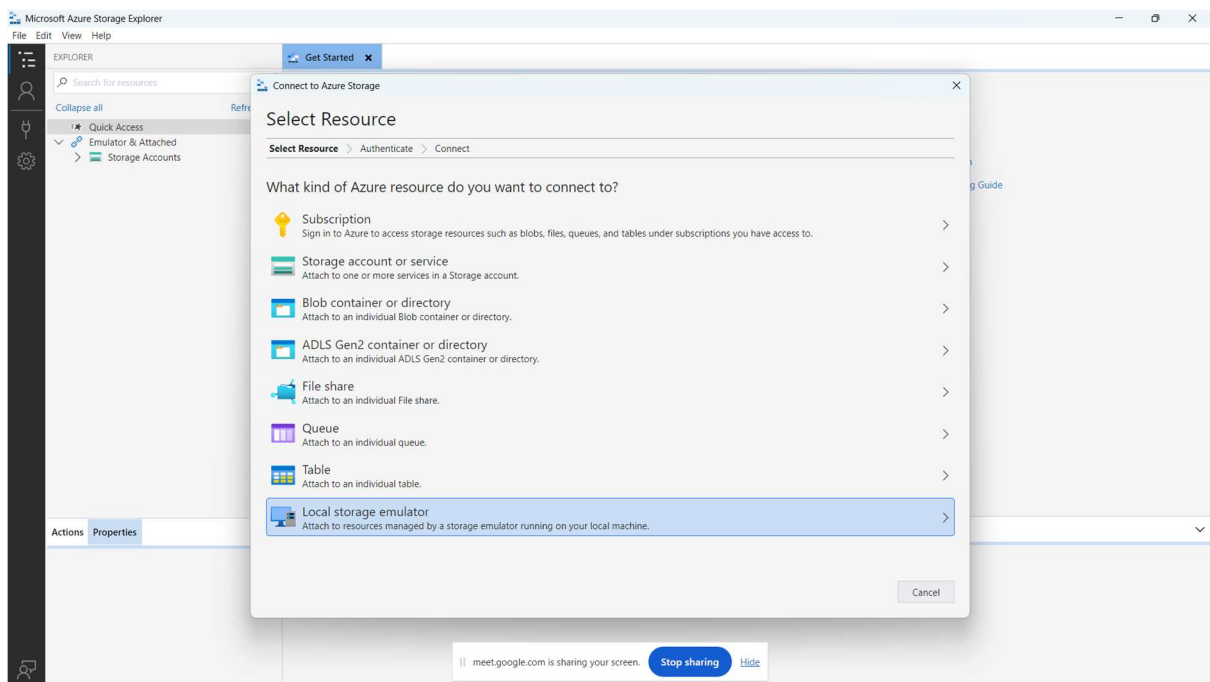 Microsoft Azure Storage Explorer
File Edit View Help
EXPLORER
Get Started
Search for resources
Collapse all
Quick Access
Emulator & Attached
Storage Accounts
Connect to Azure Storage
Select Resource
Select Resource > Authenticate > Connect
What kind of Azure resource do you want to connect to?
Subscription
Sign in to Azure to access storage resources such as blobs, files, queues, and tables under subscriptions you have access to.
Storage account or service
Attach to one or more services in a Storage account.
Blob container or directory
Attach to an individual Blob container or directory.
ADLS Gen2 container or directory
Attach to an individual ADLS Gen2 container or directory.
File share
Attach to an individual File share.
Queue
Attach to an individual queue.
Table
Attach to an individual table.
Local storage emulator
Attach to resources managed by a storage emulator running on your local machine.
Cancel
Guide
Actions Properties
meet.google.com is sharing your screen. Stop sharing Hide